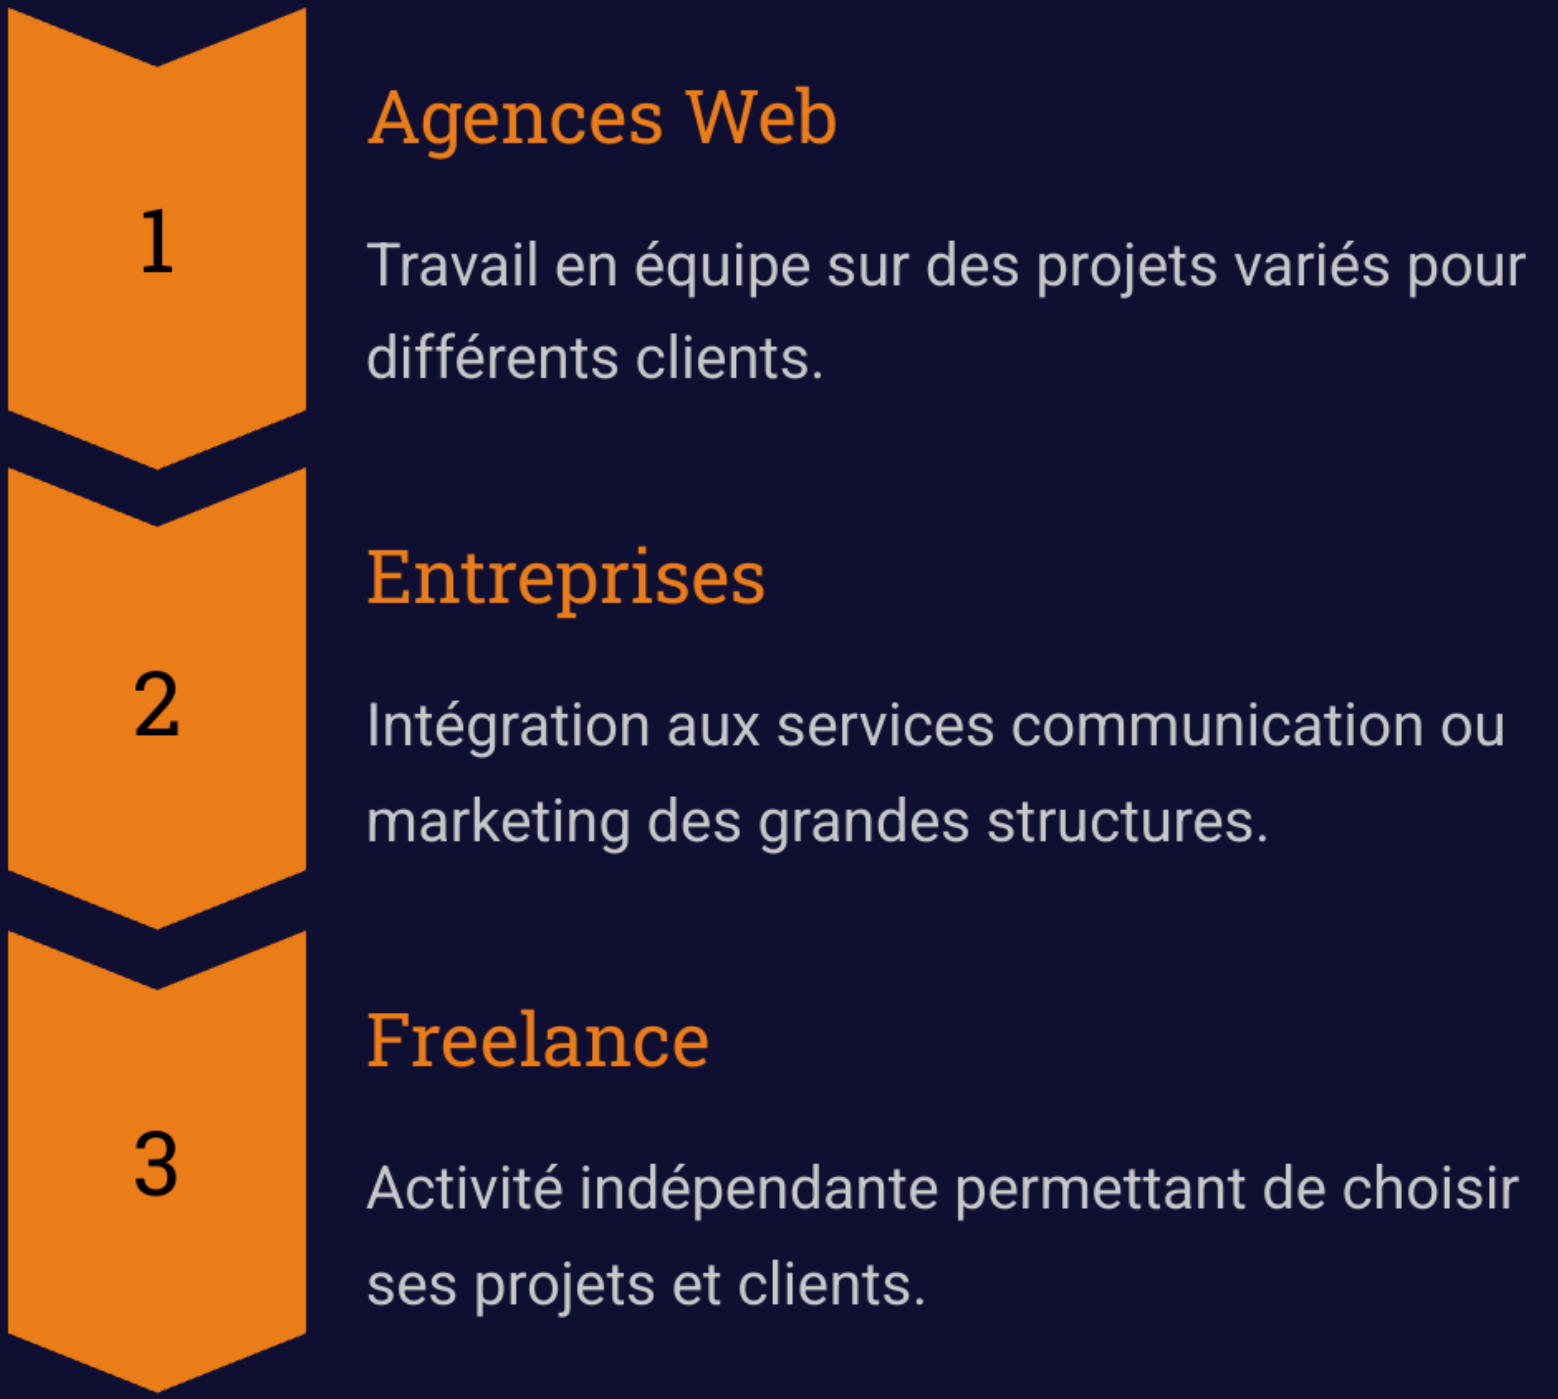 1
Agences Web
Travail en équipe sur des projets variés pour
différents clients.
2
Entreprises
Intégration aux services communication ou
marketing des grandes structures.
3
Freelance
Activité indépendante permettant de choisir
ses projets et clients.